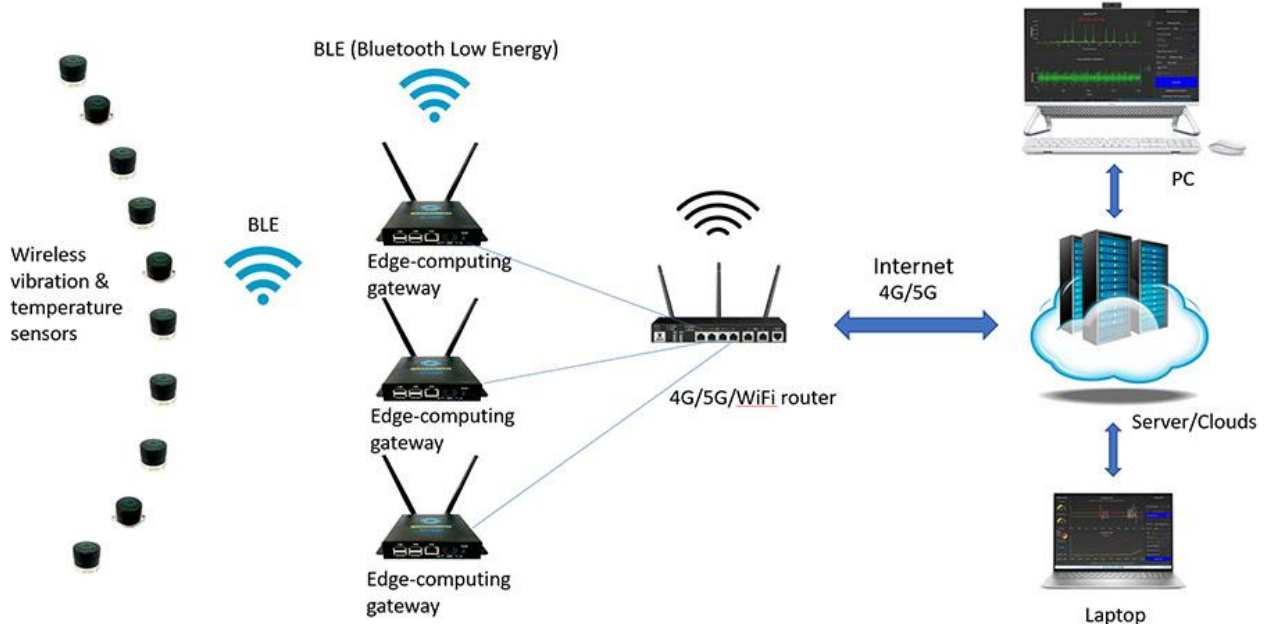 BLE (Bluetooth Low Energy)
BLE
Wireless
vibration &
temperature
sensors
Edge-computing
gateway
Edge-computing
gateway
Edge-computing
gateway
4G/5G/WiFi router
Internet
4G/5G
PC
Server/Clouds
Laptop